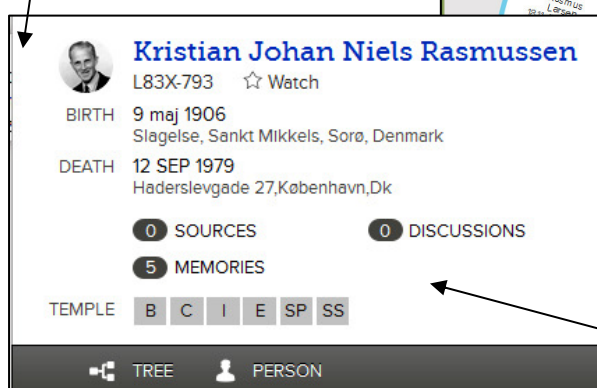 Larsen
Kristian Johan Niels Rasmussen
L83X-793 ☆ Watch
BIRTH 9 maj 1906
Slagelse, Sankt MIkkels, Sorø, Denmark
DEATH 12 SEP 1979
Haderslevgade 27,København,Dk
0 SOURCES 0 DISCUSSIONS
5 MEMORIES
TEMPLE B C I E SP SS
TREE PERSON